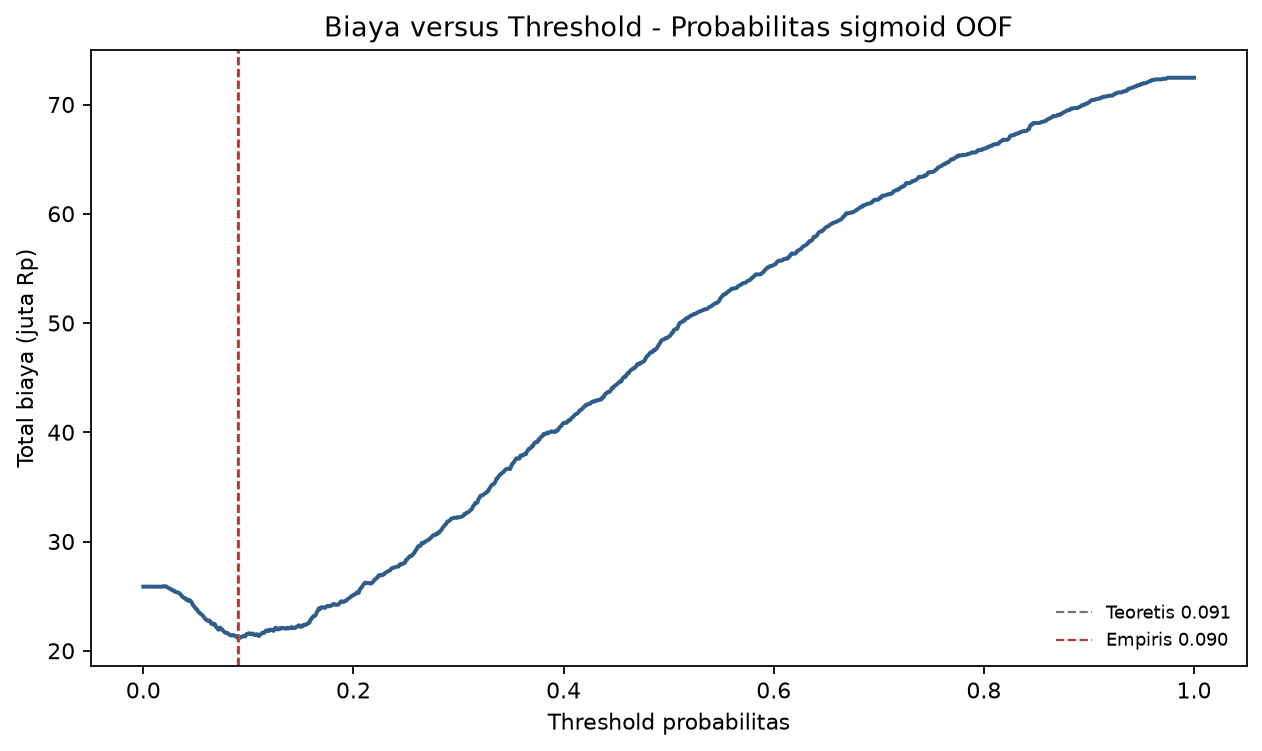 Biaya versus Threshold - Probabilitas sigmoid OOF
Total biaya (juta Rp)
70
60
50
40
30
20
Teoretis 0.091
Empiris 0.090
0.0 0.2 0.4 0.6 0.8 1.0
Threshold probabilitas